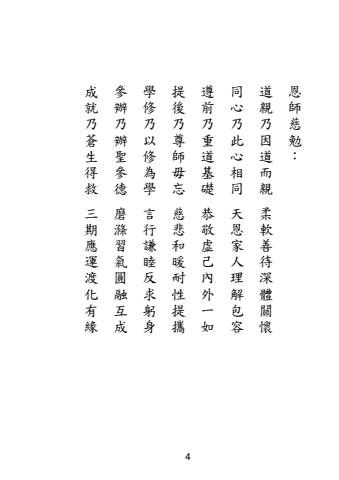 恩師慈勉：
道親乃因道而親　柔軟善待深體關懷
同心乃此心相同　天恩家人理解包容
遵前乃重道基礎　恭敬虛己內外一如
提後乃尊師毋忘　慈悲和暖耐性提攜
學修乃以修為學　言行謙睦反求躬身
參辦乃辦聖參德　磨滌習氣圓融互成
成就乃蒼生得救　三期應運渡化有緣
4